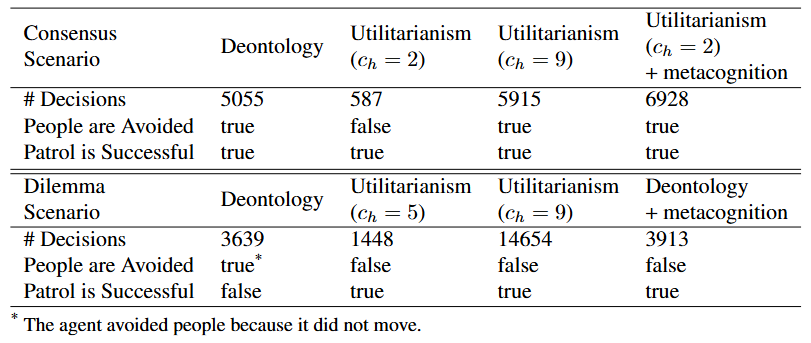 Consensus Scenario | Deontology | Utilitarianism (c_h = 2) | Utilitarianism (c_h = 9) | Utilitarianism (c_h = 2) + metacognition
# Decisions | 5055 | 587 | 5915 | 6928
People are Avoided | true | false | true | true
Patrol is Successful | true | true | true | true
Dilemma Scenario | Deontology | Utilitarianism (c_h = 5) | Utilitarianism (c_h = 9) | Deontology + metacognition
# Decisions | 3639 | 1448 | 14654 | 3913
People are Avoided | true* | false | false | false
Patrol is Successful | false | true | true | true
* The agent avoided people because it did not move.